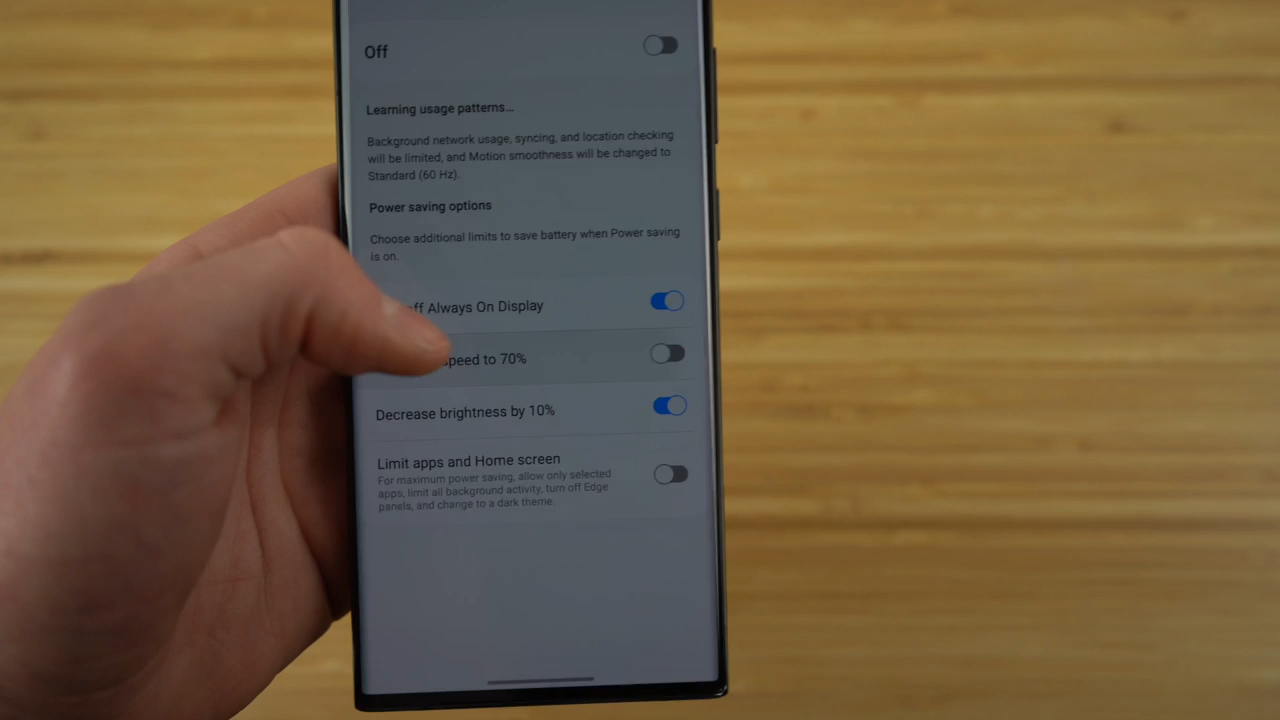 Off
Learning usage patterns...
Background network usage, syncing, and location checking
will be limited, and Motion smoothness will be changed to
Standard (60 Hz).
Power saving options
Choose additional limits to save battery when Power saving
is on.
Always On Display
speed to 70%
Decrease brightness by 10%
Limit apps and Home screen
For maximum power saving, allow only selected
apps, limit all background activity, turn off Edge
panels, and change to a dark theme.